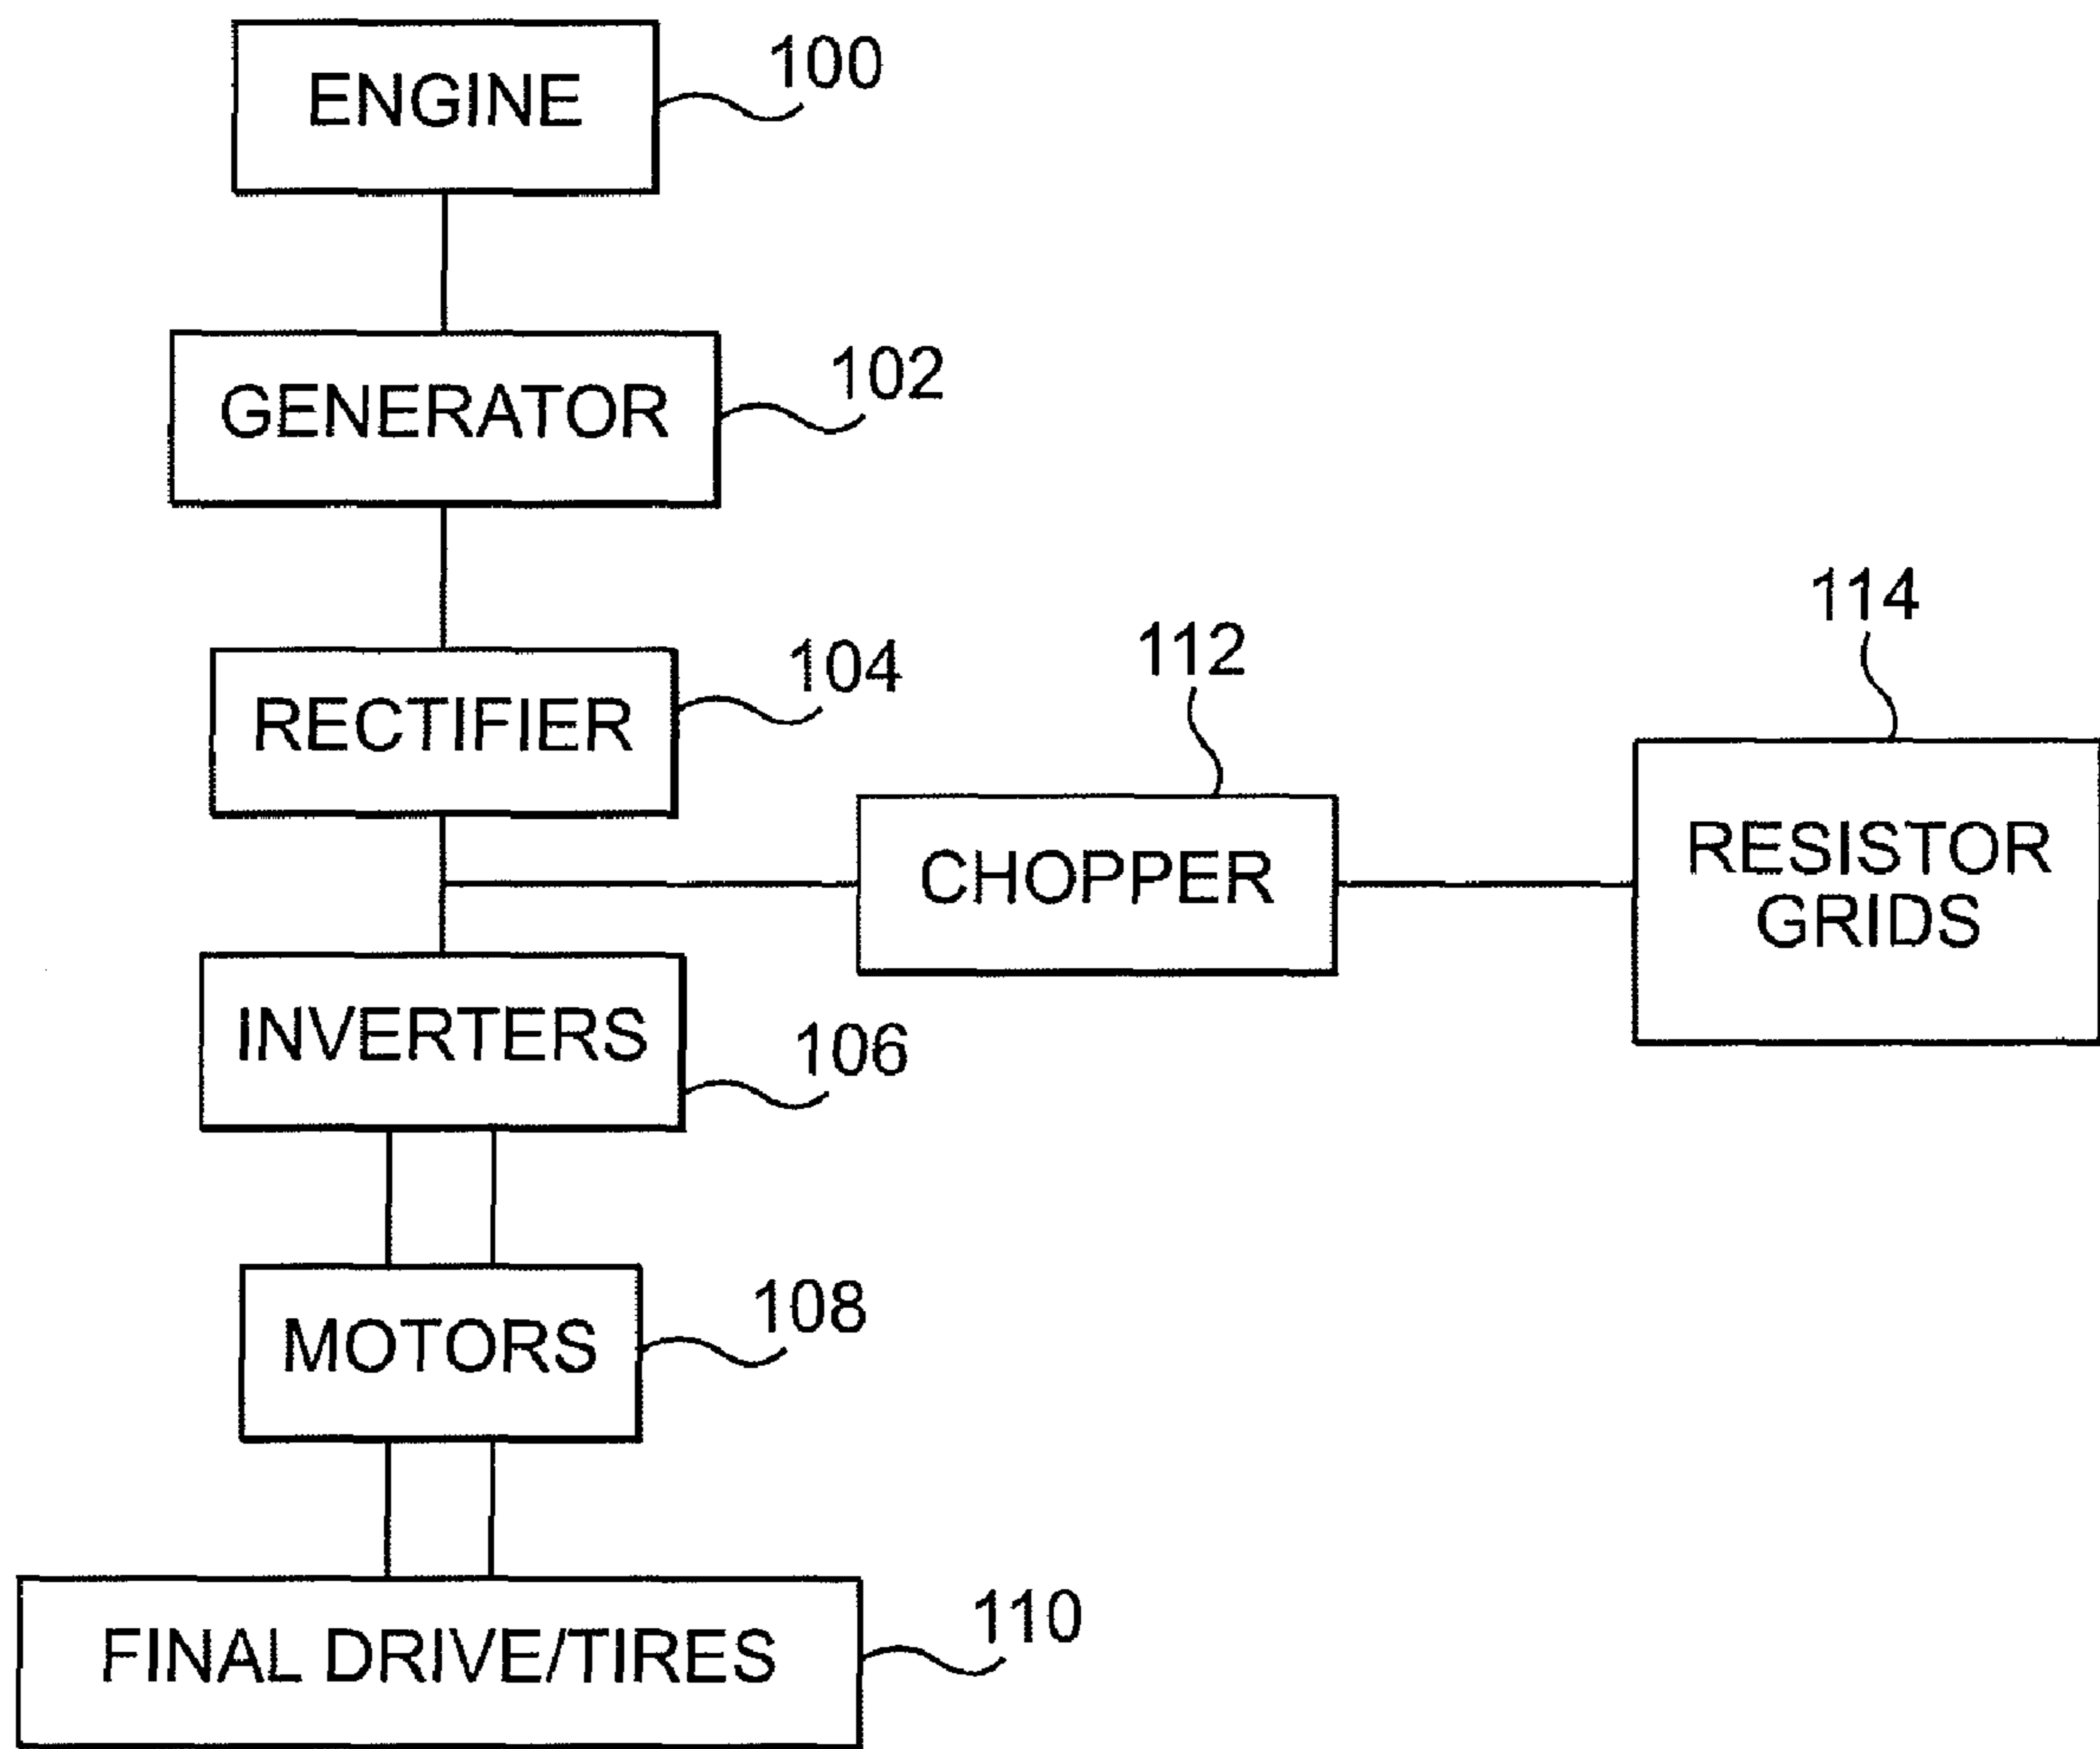 ENGINE
100
GENERATOR
102
RECTIFIER
104
112
114
CHOPPER
RESISTOR
GRIDS
INVERTERS
106
MOTORS
108
FINAL DRIVE/TIRES
110